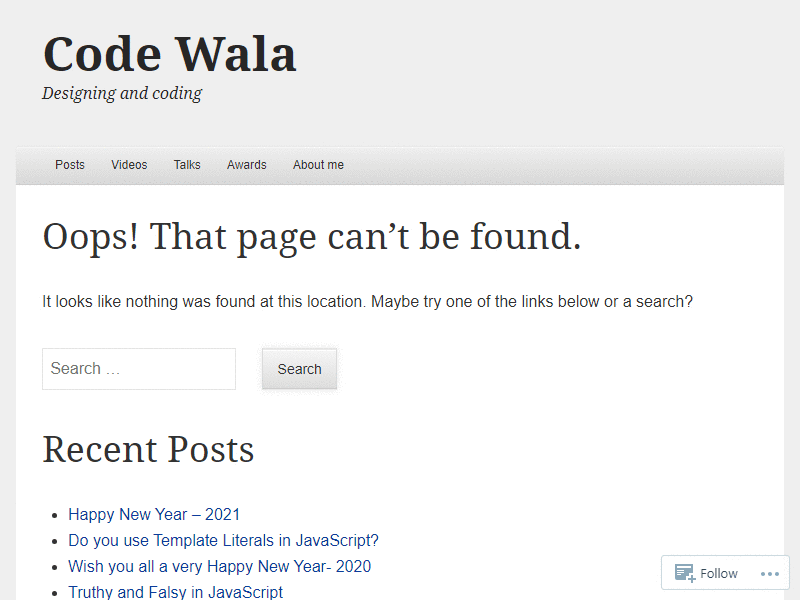 Code Wala
Designing and coding
Posts Videos Talks Awards About me
Oops! That page can’t be found.
It looks like nothing was found at this location. Maybe try one of the links below or a search?
Search …
Search
Recent Posts
Happy New Year – 2021
Do you use Template Literals in JavaScript?
Wish you all a very Happy New Year- 2020
Truthy and Falsy in JavaScript
Follow